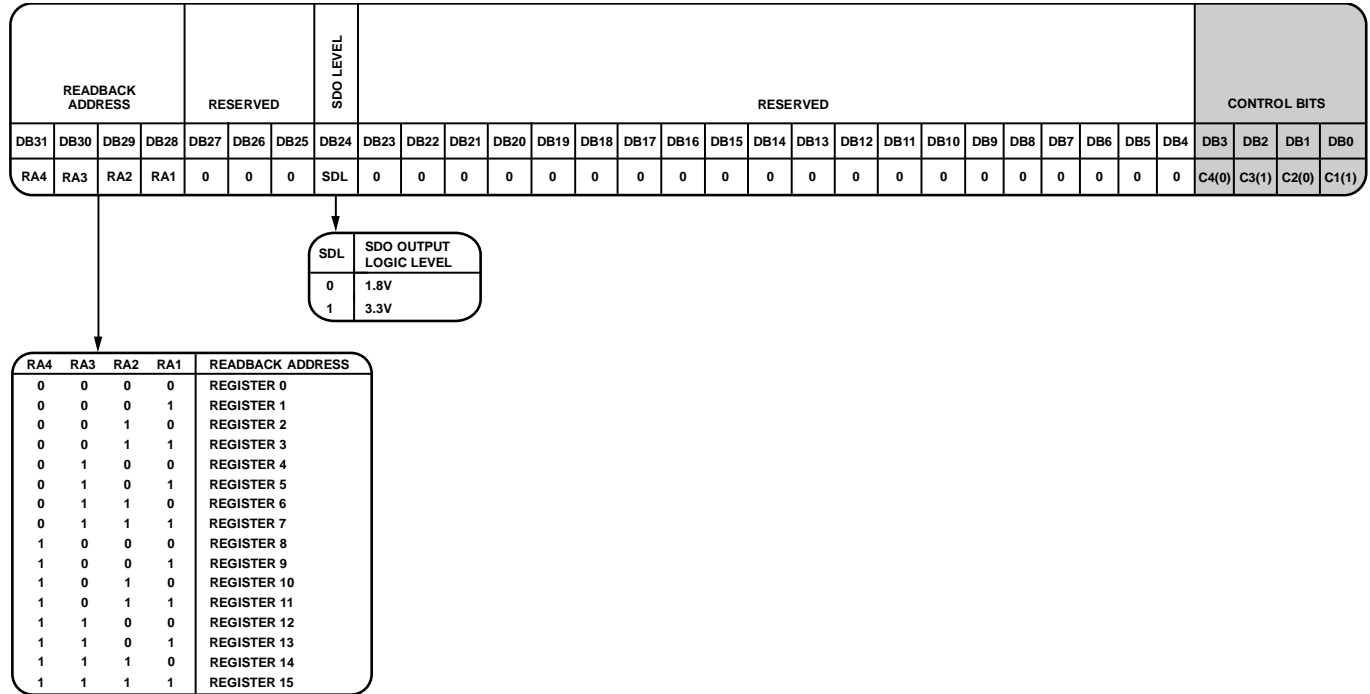 READBACK
ADDRESS
RESERVED
SDO LEVEL
RESERVED
CONTROL BITS
DB31 DB30 DB29 DB28 DB27 DB26 DB25 DB24 DB23 DB22 DB21 DB20 DB19 DB18 DB17 DB16 DB15 DB14 DB13 DB12 DB11 DB10 DB9 DB8 DB7 DB6 DB5 DB4 DB3 DB2 DB1 DB0
RA4 RA3 RA2 RA1 0 0 0 SDL 0 0 0 0 0 0 0 0 0 0 0 0 0 0 0 0 0 0 0 0 C4(0) C3(1) C2(0) C1(1)
SDL SDO OUTPUT
LOGIC LEVEL
0 1.8V
1 3.3V
RA4 RA3 RA2 RA1 READBACK ADDRESS
0 0 0 0 REGISTER 0
0 0 0 1 REGISTER 1
0 0 1 0 REGISTER 2
0 0 1 1 REGISTER 3
0 1 0 0 REGISTER 4
0 1 0 1 REGISTER 5
0 1 1 0 REGISTER 6
0 1 1 1 REGISTER 7
1 0 0 0 REGISTER 8
1 0 0 1 REGISTER 9
1 0 1 0 REGISTER 10
1 0 1 1 REGISTER 11
1 1 0 0 REGISTER 12
1 1 0 1 REGISTER 13
1 1 1 0 REGISTER 14
1 1 1 1 REGISTER 15